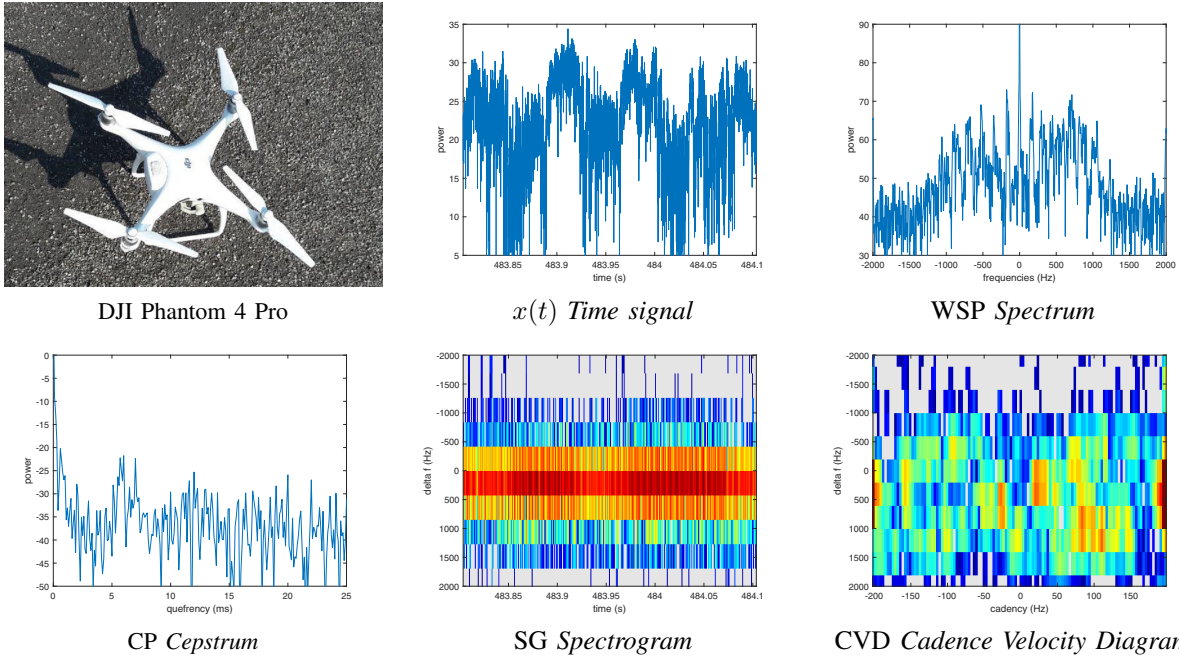 35
30
25
20
15
10
5
power
483.85 483.9 483.95 484 484.05 484.1
time (s)
90
80
70
60
50
40
30
power
-2000 -1500 -1000 -500 0 500 1000 1500 2000
frequencies (Hz)
DJI Phantom 4 Pro
x(t) Time signal
WSP Spectrum
0
-5
-10
-15
-20
-25
-30
-35
-40
-45
-50
power
0 5 10 15 20 25
quefrency (ms)
-2000
-1500
-1000
-500
0
500
1000
1500
2000
delta f (Hz)
483.85 483.9 483.95 484 484.05 484.1
time (s)
-2000
-1500
-1000
-500
0
500
1000
1500
2000
delta f (Hz)
-200 -150 -100 -50 0 50 100 150
cadency (Hz)
CP Cepstrum
SG Spectrogram
CVD Cadence Velocity Diagram